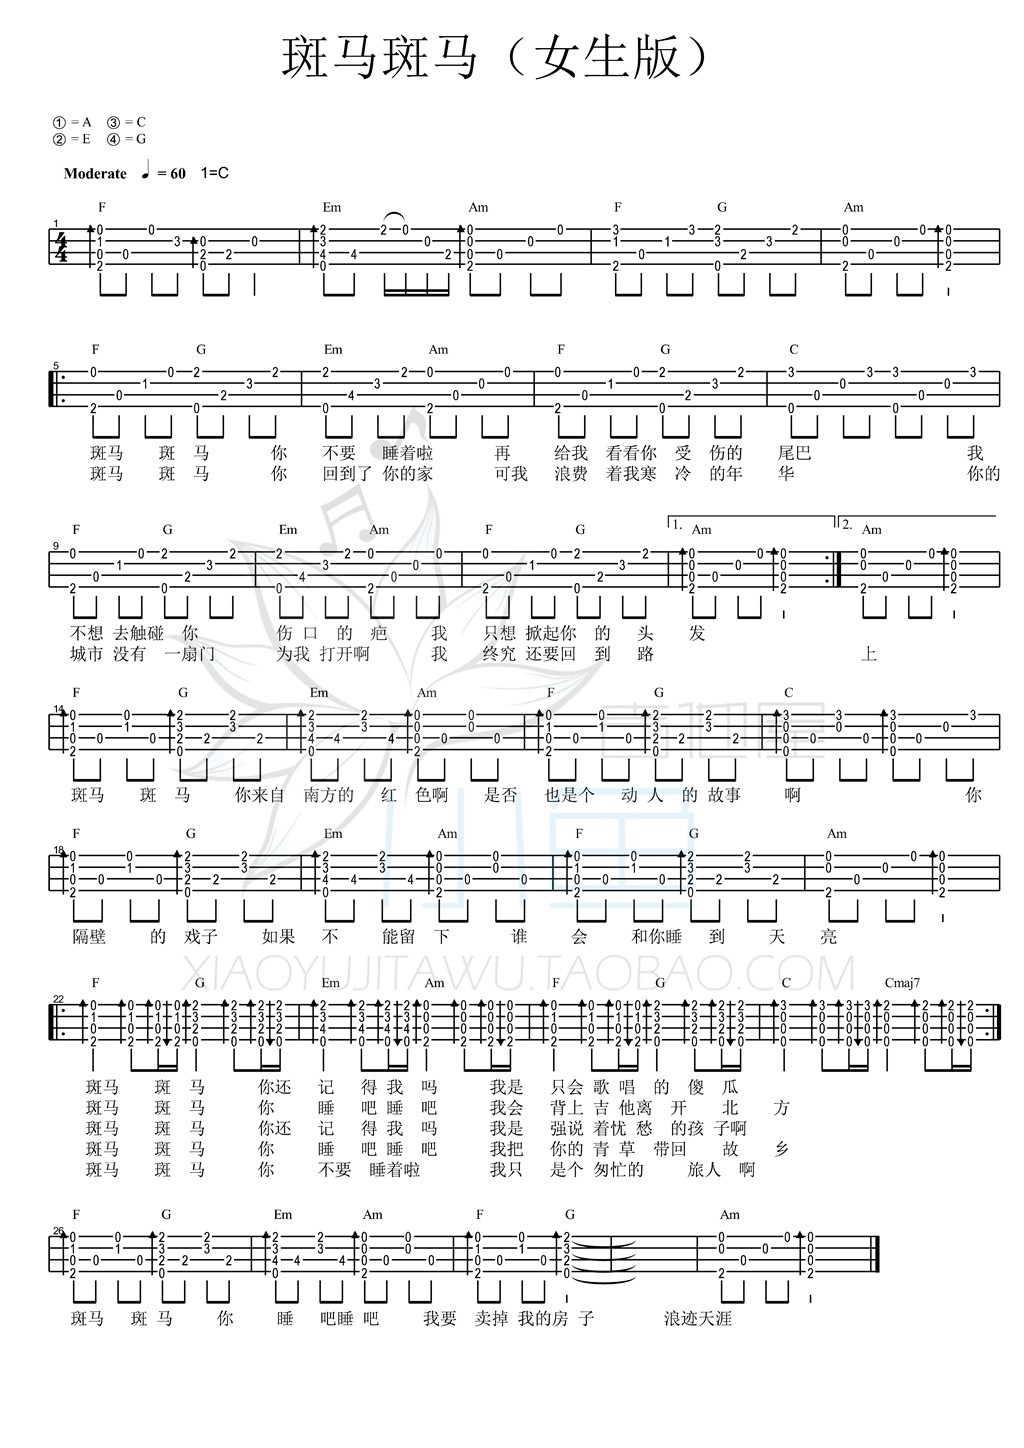 斑马斑马（女生版）
① = A ③ = C
② = E ④ = G
Moderate ♩ = 60 1=C
F Em Am F G Am
F G Em Am F G C
斑马 斑 马 你 不要 睡着啦 再 给我 看看你 受 伤的 尾巴 我
斑马 斑 马 你 回到了 你的家 可我 浪费 着我寒 冷 的年 华 你的
F G Em Am F G 1. Am 2. Am
不想 去触碰 你 伤 口 的 疤 我 只想 掀起你 的 头 发
城市 没有 一扇门 为我 打开啊 我 终究 还要回 到 路 上
F G Em Am F G C
斑马 斑 马 你来自 南方的 红 色啊 是否 也是个 动 人 的 故事 啊 你
F G Em Am F G Am
隔壁 的 戏子 如果 不 能留 下 谁 会 和你睡 到 天 亮
XIAOYUJITAWU.TAOBAO.COM
F G Em Am F G C Cmaj7
斑马 斑 马 你还 记 得 我 吗 我是 只会 歌 唱 的 傻 瓜
斑马 斑 马 你 睡 吧 睡 吧 我会 背上 吉 他离 开 北 方
斑马 斑 马 你还 记 得 我 吗 我是 强说 着忧 愁 的孩 子啊
斑马 斑 马 你 睡 吧 睡 吧 我把 你的 青 草 带回 故 乡
斑马 斑 马 你 不要 睡着啦 我只 是个 匆忙的 旅人 啊
F G Em Am F G Am
斑马 斑 马 你 睡 吧睡 吧 我要 卖掉 我的房 子 浪迹天涯